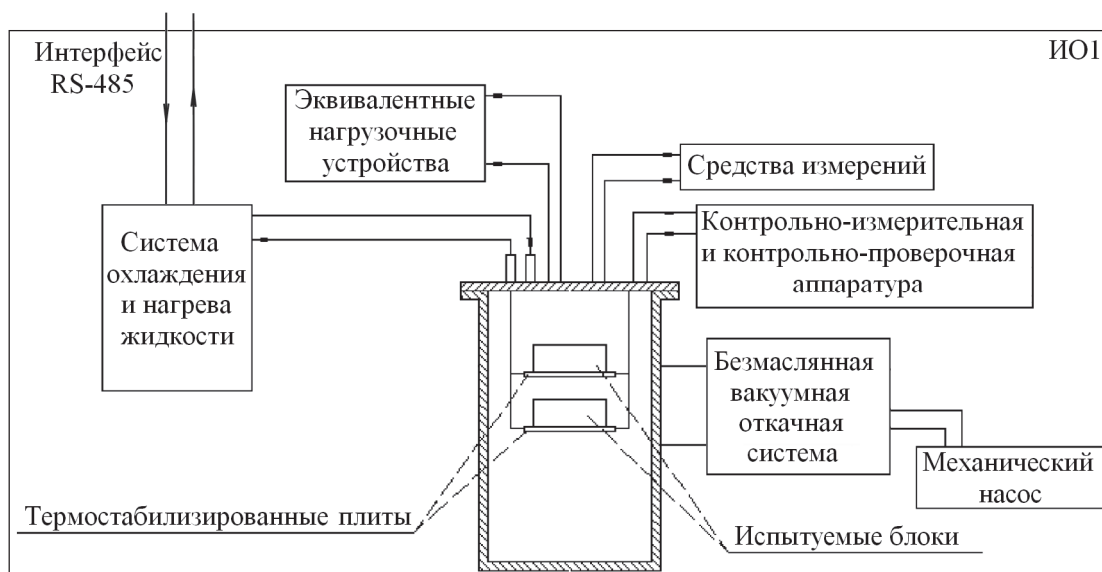 Интерфейс
RS-485
ИО1
Эквивалентные
нагрузочные
устройства
Средства измерений
Контрольно-измерительная
и контрольно-проверочная
аппаратура
Система
охлаждения
и нагрева
жидкости
Безмаслянная
вакуумная
откачная
система
Механический
насос
Термостабилизированные плиты
Испытуемые блоки